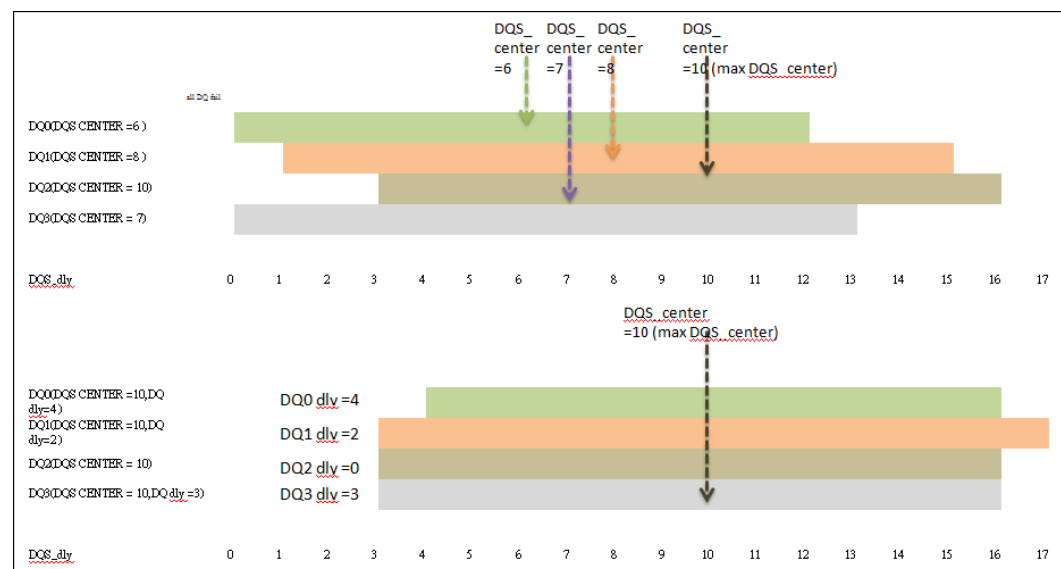 DQS_ DQS_ DQS_ DQS_
center center center center
=6 =7 =8 =10 (max DQS_center)
all DQ fail
DQ0(DQS CENTER =6 )
DQ1(DQS CENTER =8 )
DQ2(DQS CENTER = 10)
DQ3(DQS CENTER = 7)
DQS_dly 0 1 2 3 4 5 6 7 8 9 10 11 12 13 14 15 16 17
DQS_center
=10 (max DQS_center)
DQ0(DQS CENTER =10,DQ
dly=4)
DQ0 dly =4
DQ1(DQS CENTER =10,DQ
dly=2)
DQ1 dly =2
DQ2(DQS CENTER = 10)
DQ2 dly =0
DQ3(DQS CENTER = 10,DQ dly =3)
DQ3 dly =3
DQS_dly 0 1 2 3 4 5 6 7 8 9 10 11 12 13 14 15 16 17